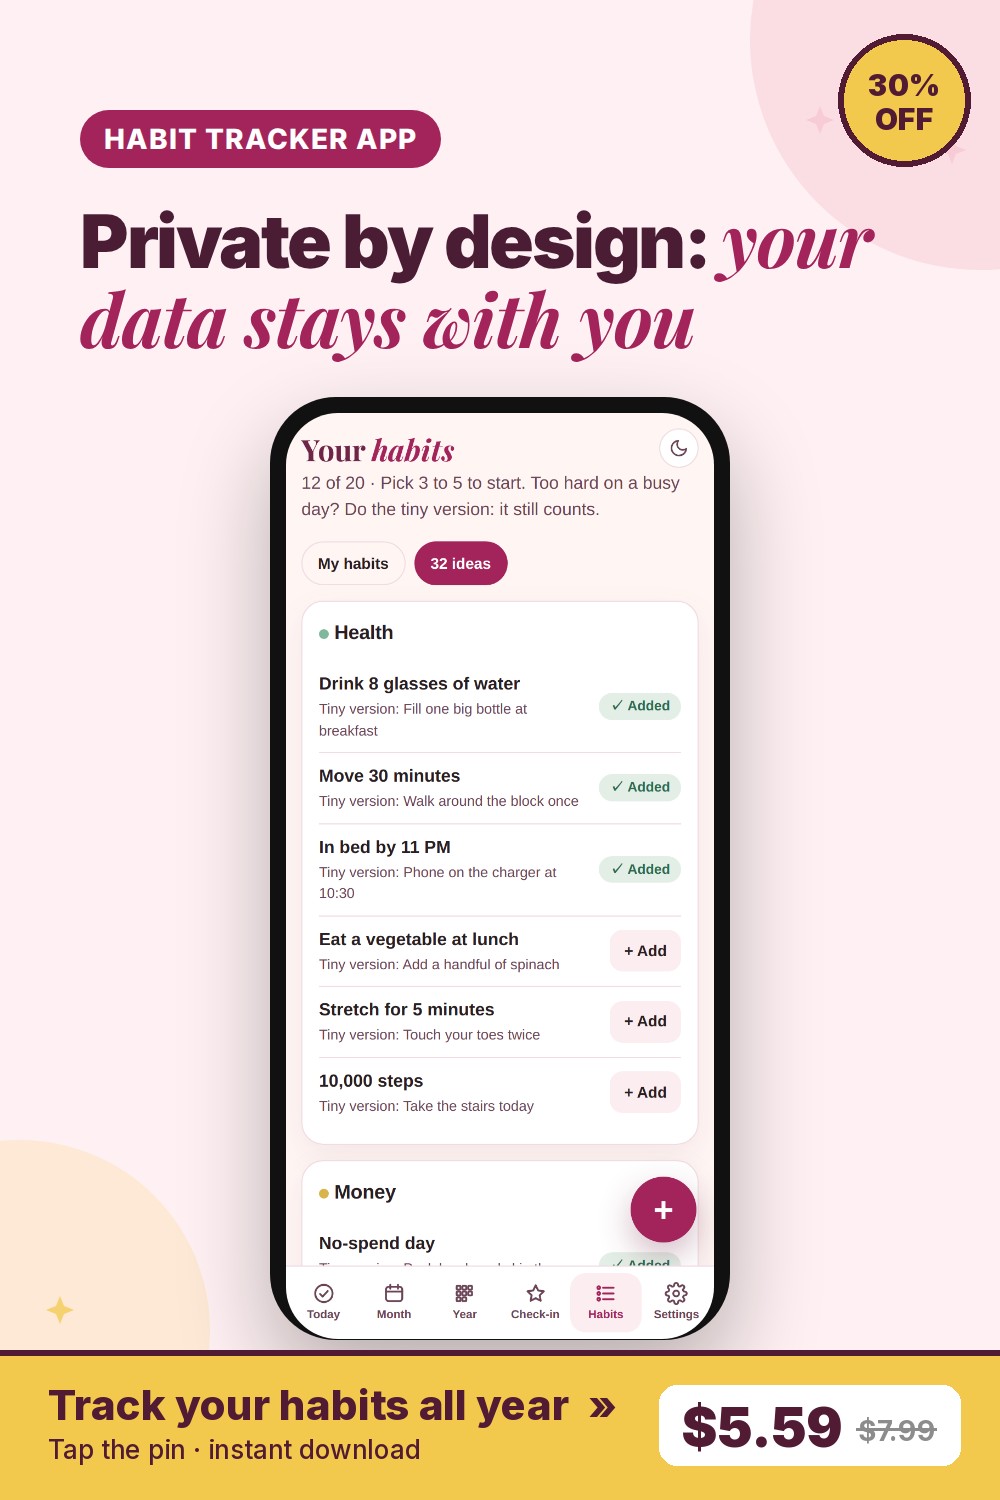 30%
OFF
HABIT TRACKER APP
Private by design: your
data stays with you
Your habits
12 of 20 · Pick 3 to 5 to start. Too hard on a busy
day? Do the tiny version: it still counts.
My habits
32 ideas
Health
Drink 8 glasses of water
Tiny version: Fill one big bottle at
breakfast
✓ Added
Move 30 minutes
Tiny version: Walk around the block once
✓ Added
In bed by 11 PM
Tiny version: Phone on the charger at
10:30
✓ Added
Eat a vegetable at lunch
Tiny version: Add a handful of spinach
+ Add
Stretch for 5 minutes
Tiny version: Touch your toes twice
+ Add
10,000 steps
Tiny version: Take the stairs today
+ Add
Money
+
No-spend day
Added
Today
Month
Year
Check-in
Habits
Settings
Track your habits all year »
Tap the pin · instant download
$5.59 $7.99